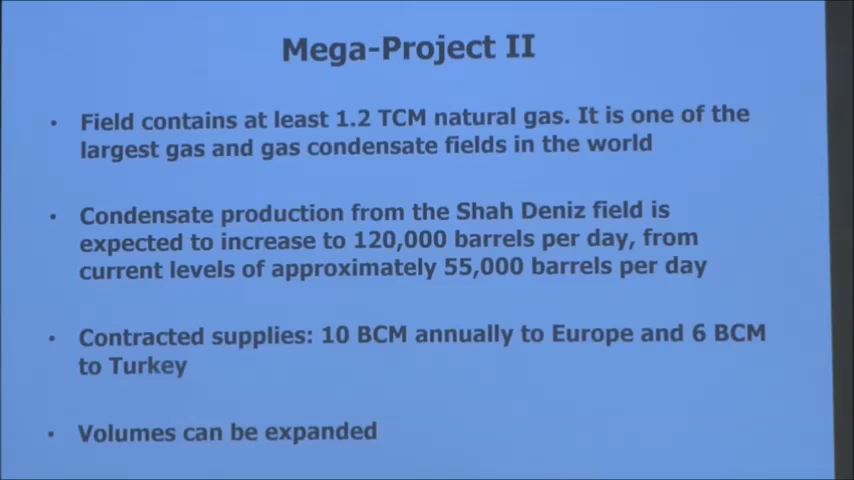 Mega-Project II
• Field contains at least 1.2 TCM natural gas. It is one of the
largest gas and gas condensate fields in the world
• Condensate production from the Shah Deniz field is
expected to increase to 120,000 barrels per day, from
current levels of approximately 55,000 barrels per day
• Contracted supplies: 10 BCM annually to Europe and 6 BCM
to Turkey
• Volumes can be expanded